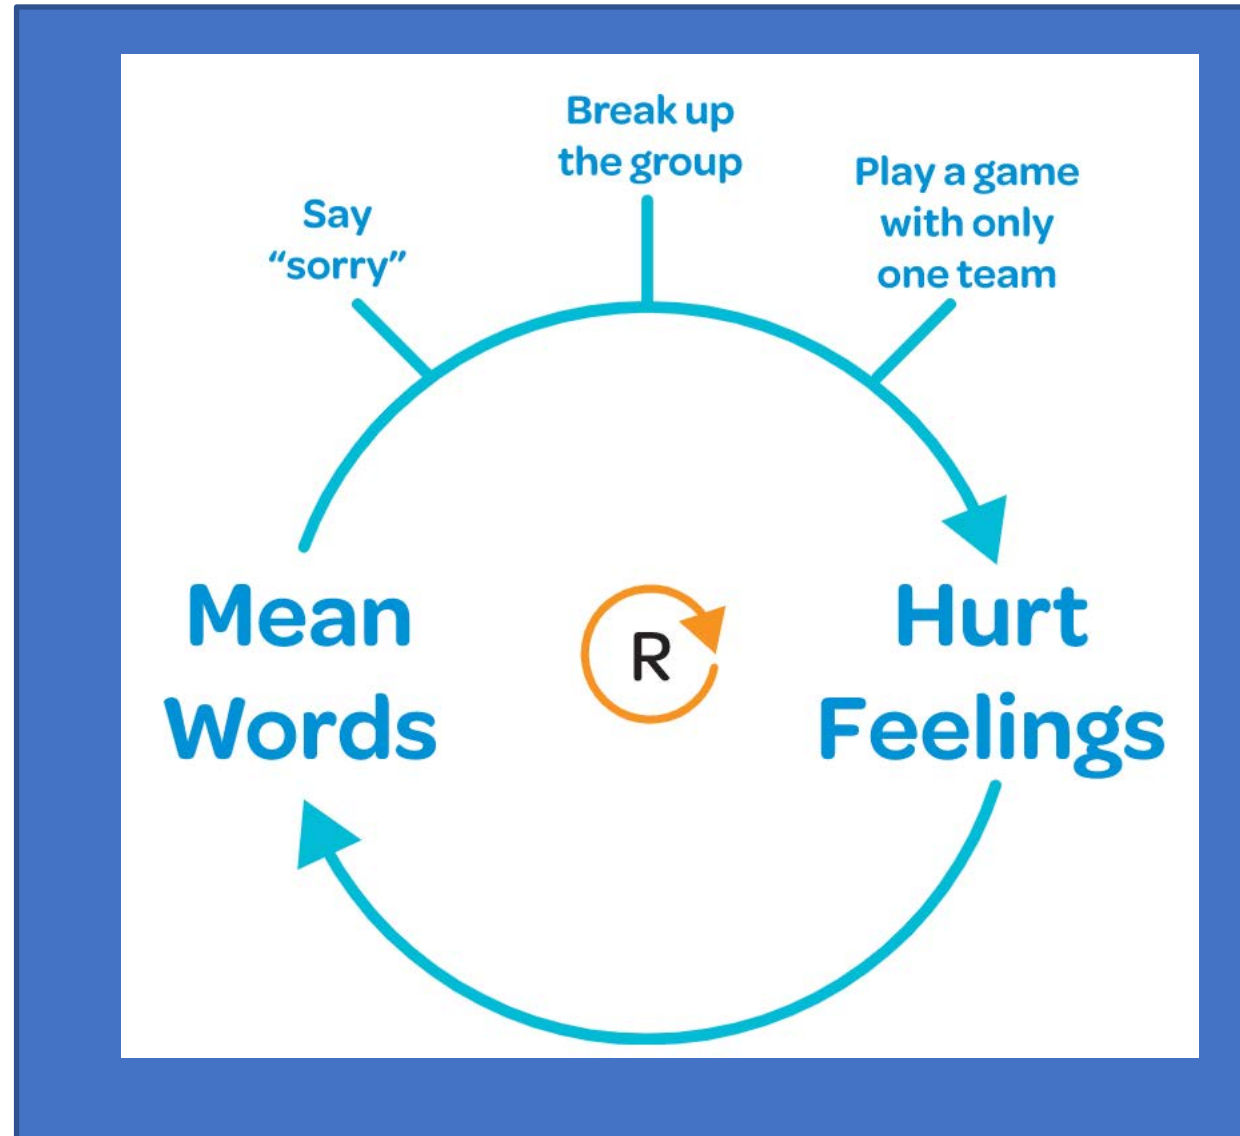 Break up
the group
Play a game
with only
one team
Say
“sorry”
Mean
Words
R
Hurt
Feelings